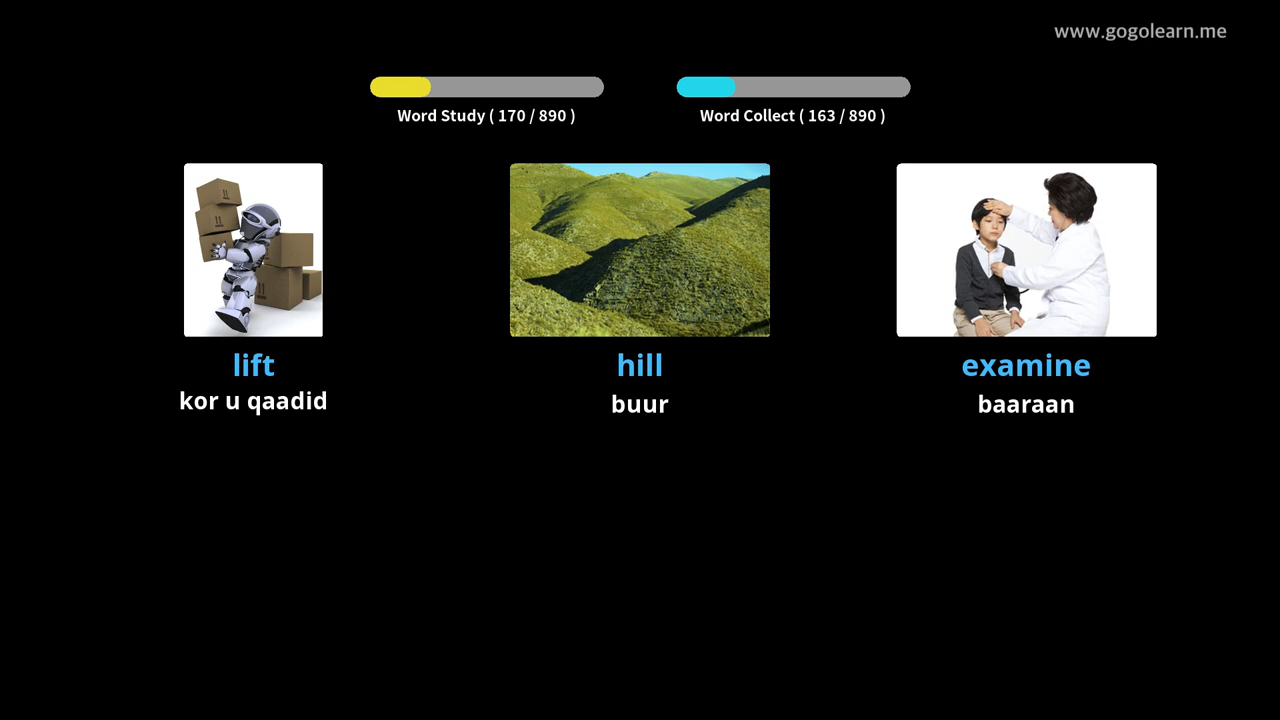 www.gogolearn.me
Word Study ( 170 / 890 )
Word Collect ( 163 / 890 )
lift
kor u qaadid
hill
buur
examine
baaraan